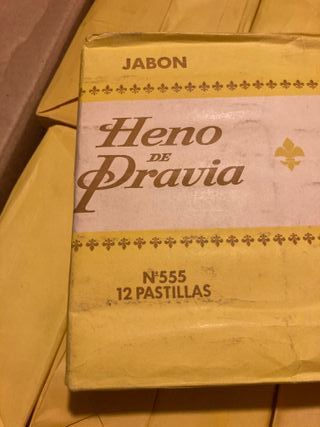 JABON
Heno
DE
Pravia
Nº555
12 PASTILLAS